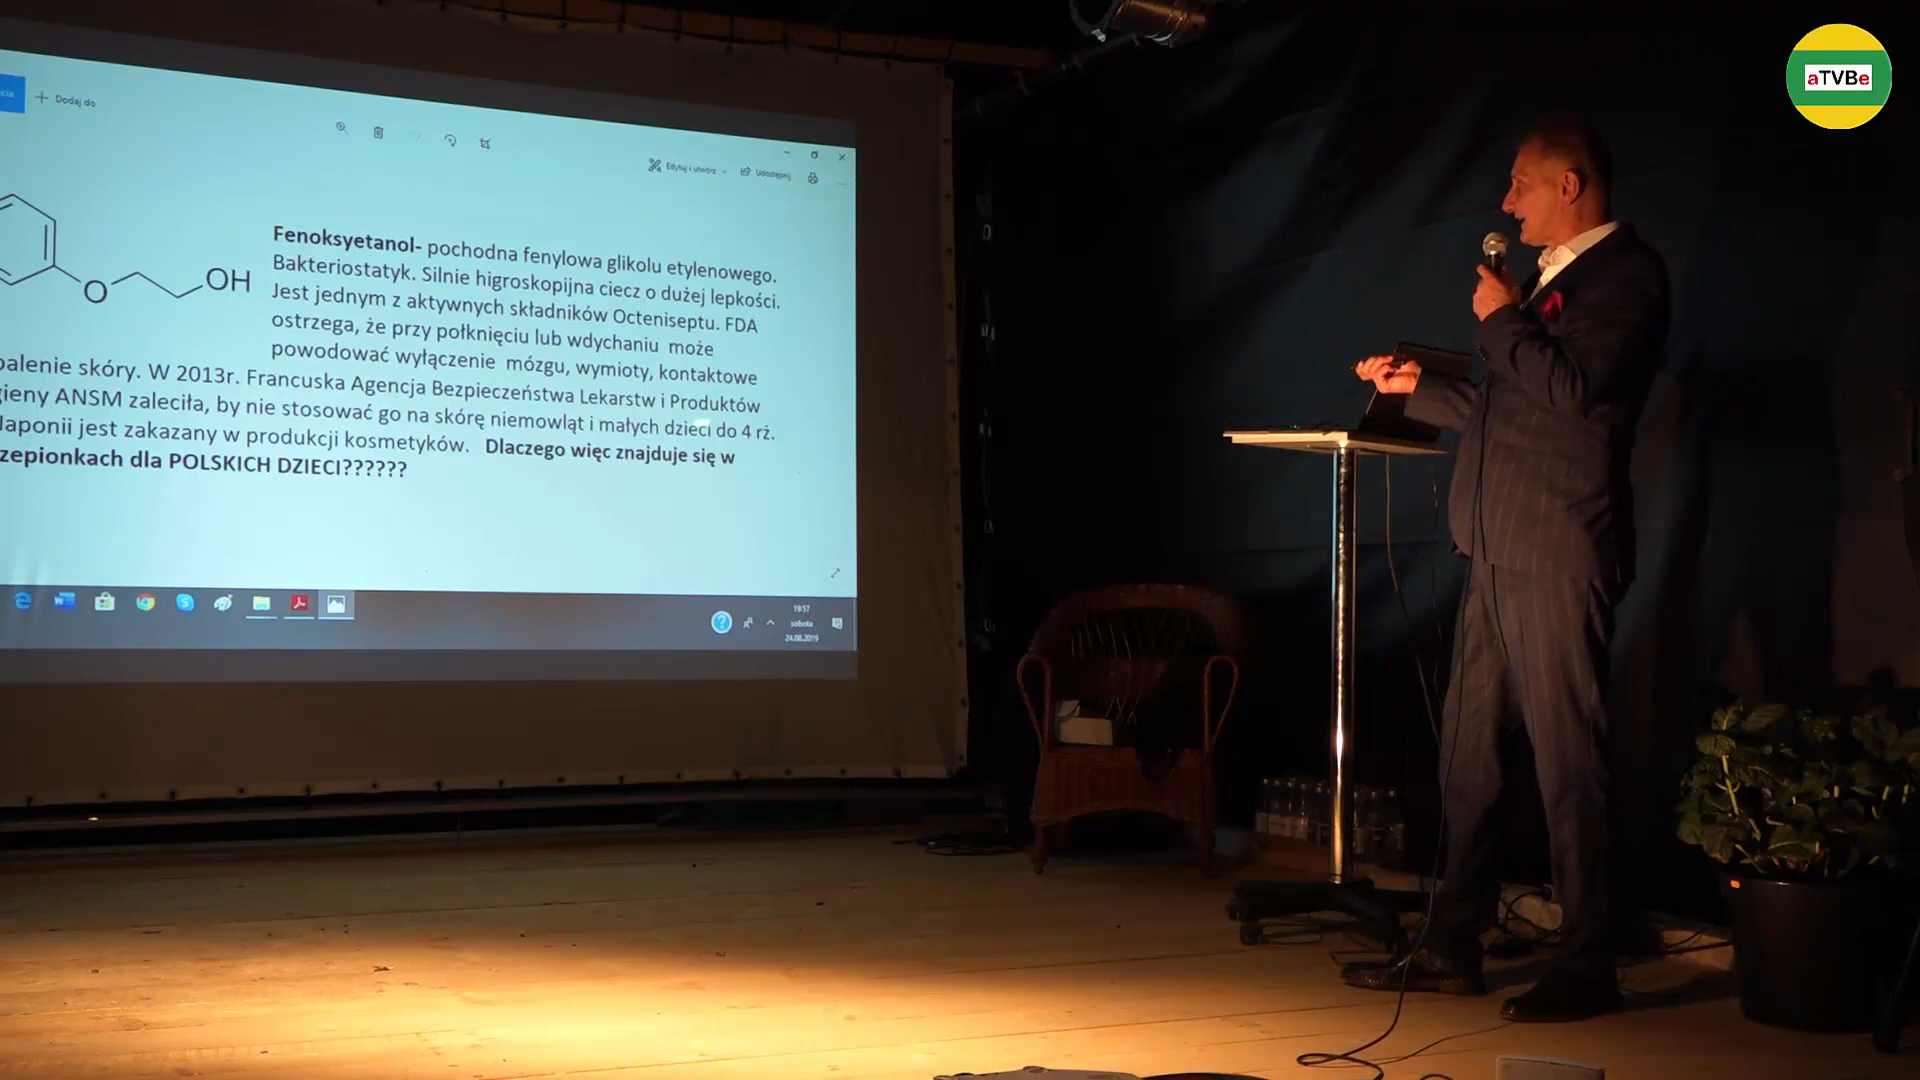 aTVBe
Dodaj do
Edytuj i utwórz
Udostępnij
Fenoksyetanol- pochodna fenylowa glikolu etylenowego.
Bakteriostatyk. Silnie higroskopijna ciecz o dużej lepkości.
Jest jednym z aktywnych składników Octeniseptu. FDA
ostrzega, że przy połknięciu lub wdychaniu może
powodować wyłączenie mózgu, wymioty, kontaktowe
palenie skóry. W 2013r. Francuska Agencja Bezpieczeństwa Lekarstw i Produktów
gieny ANSM zaleciła, by nie stosować go na skórę niemowląt i małych dzieci do 4 rż.
Japonii jest zakazany w produkcji kosmetyków. Dlaczego więc znajduje się w
zepionkach dla POLSKICH DZIECI??????
O
OH
19:57
sobota
24.08.2019